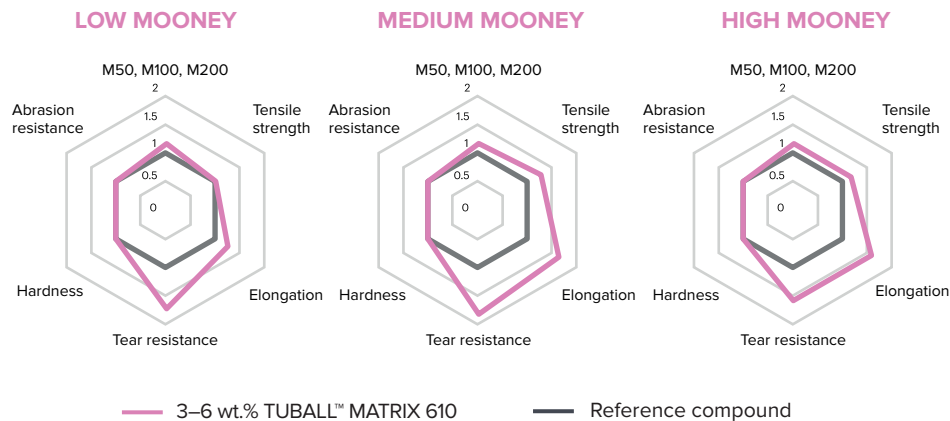 LOW MOONEY
M50, M100, M200
Abrasion
resistance
Tensile
strength
2
1.5
1
0.5
0
Hardness
Elongation
Tear resistance
MEDIUM MOONEY
M50, M100, M200
Abrasion
resistance
Tensile
strength
2
1.5
1
0.5
0
Hardness
Elongation
Tear resistance
HIGH MOONEY
M50, M100, M200
Abrasion
resistance
Tensile
strength
2
1.5
1
0.5
0
Hardness
Elongation
Tear resistance
3–6 wt.% TUBALL™ MATRIX 610
Reference compound